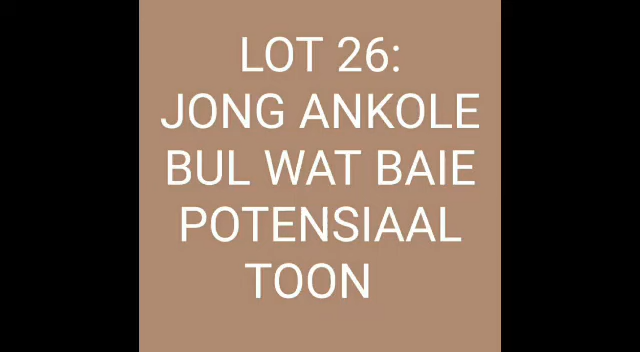 LOT 26:
JONG ANKOLE
BUL WAT BAIE
POTENSIAAL
TOON